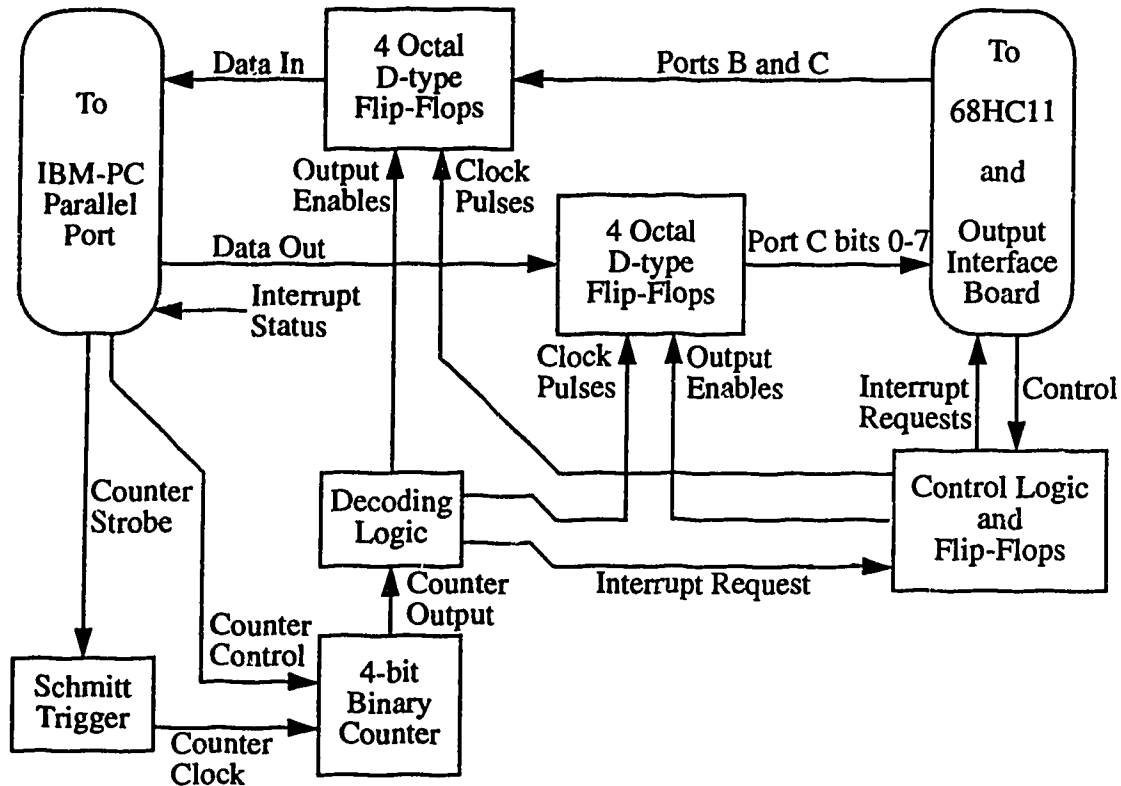 To
IBM-PC
Parallel
Port
Data In
4 Octal
D-type
Flip-Flops
Ports B and C
To
68HC11
and
Output
Interface
Board
Output
Enables
Clock
Pulses
Data Out
4 Octal
D-type
Flip-Flops
Port C bits 0-7
Interrupt
Status
Clock
Pulses
Output
Enables
Interrupt
Requests
Control
Counter
Strobe
Decoding
Logic
Control Logic
and
Flip-Flops
Interrupt Request
Counter
Output
Counter
Control
Schmitt
Trigger
4-bit
Binary
Counter
Counter
Clock